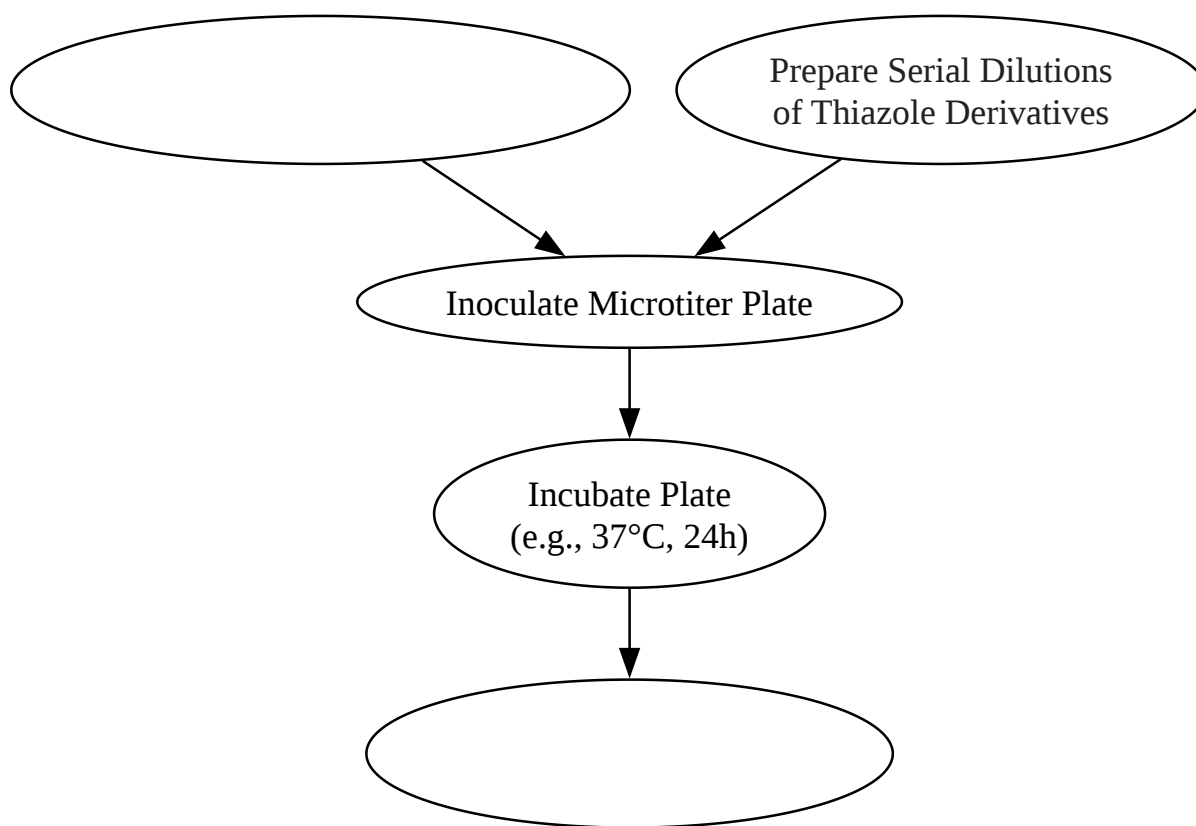 Prepare Serial Dilutions
of Thiazole Derivatives
Inoculate Microtiter Plate
Incubate Plate
(e.g., 37°C, 24h)